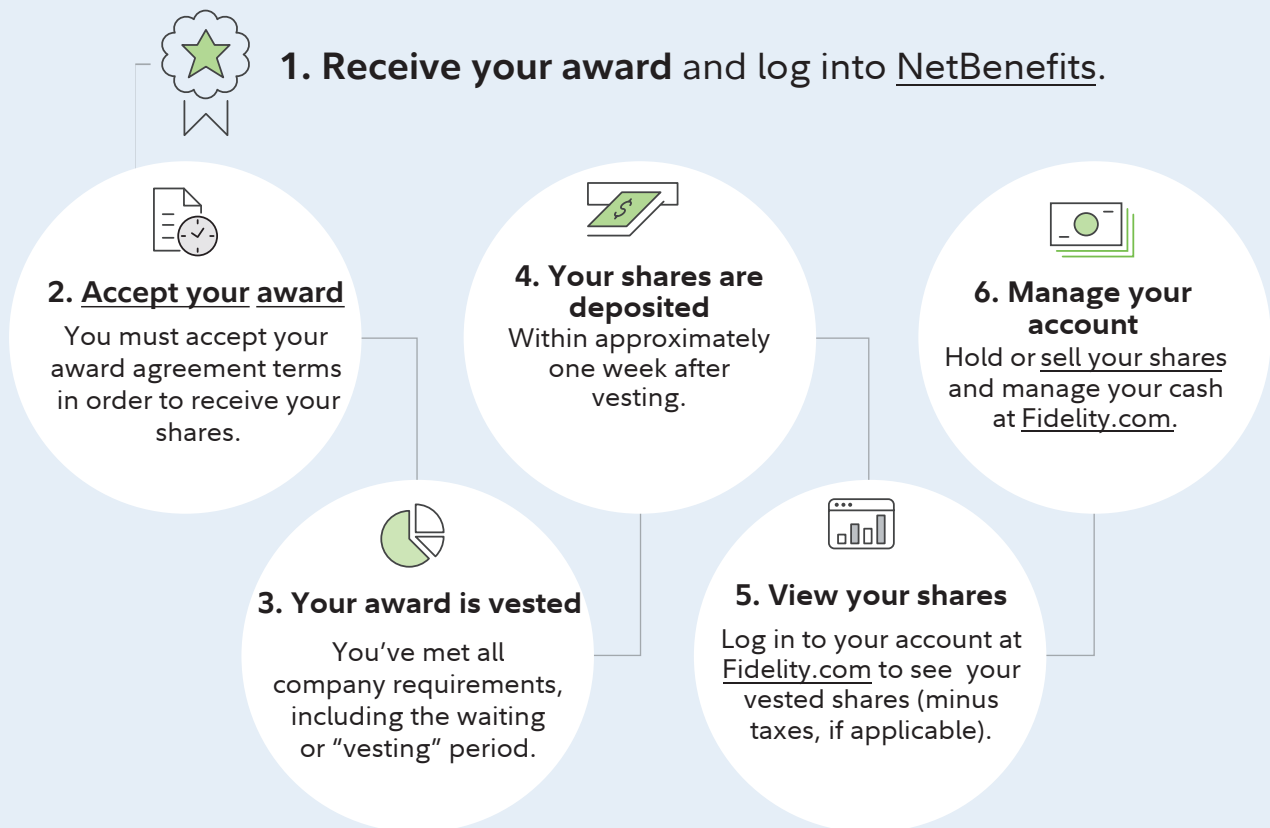 1. Receive your award and log into NetBenefits.
2. Accept your award
You must accept your
award agreement terms
in order to receive your
shares.
3. Your award is vested
You’ve met all
company requirements,
including the waiting
or “vesting” period.
$
4. Your shares are
deposited
Within approximately
one week after
vesting.
5. View your shares
Log in to your account at
Fidelity.com to see your
vested shares (minus
taxes, if applicable).
6. Manage your
account
Hold or sell your shares
and manage your cash
at Fidelity.com.